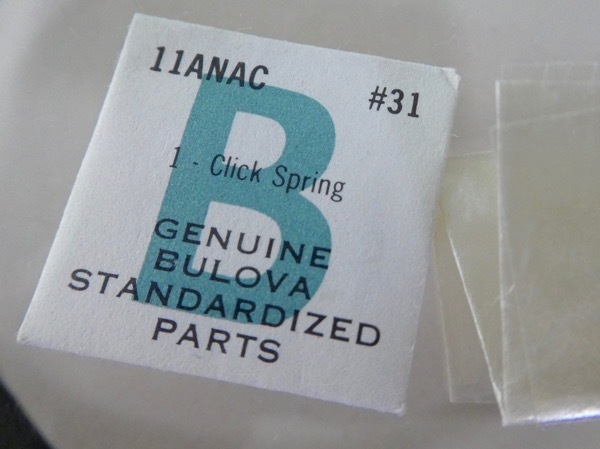 11ANAC #31
1 - Click Spring
B
GENUINE
BULOVA
STANDARDIZED
PARTS